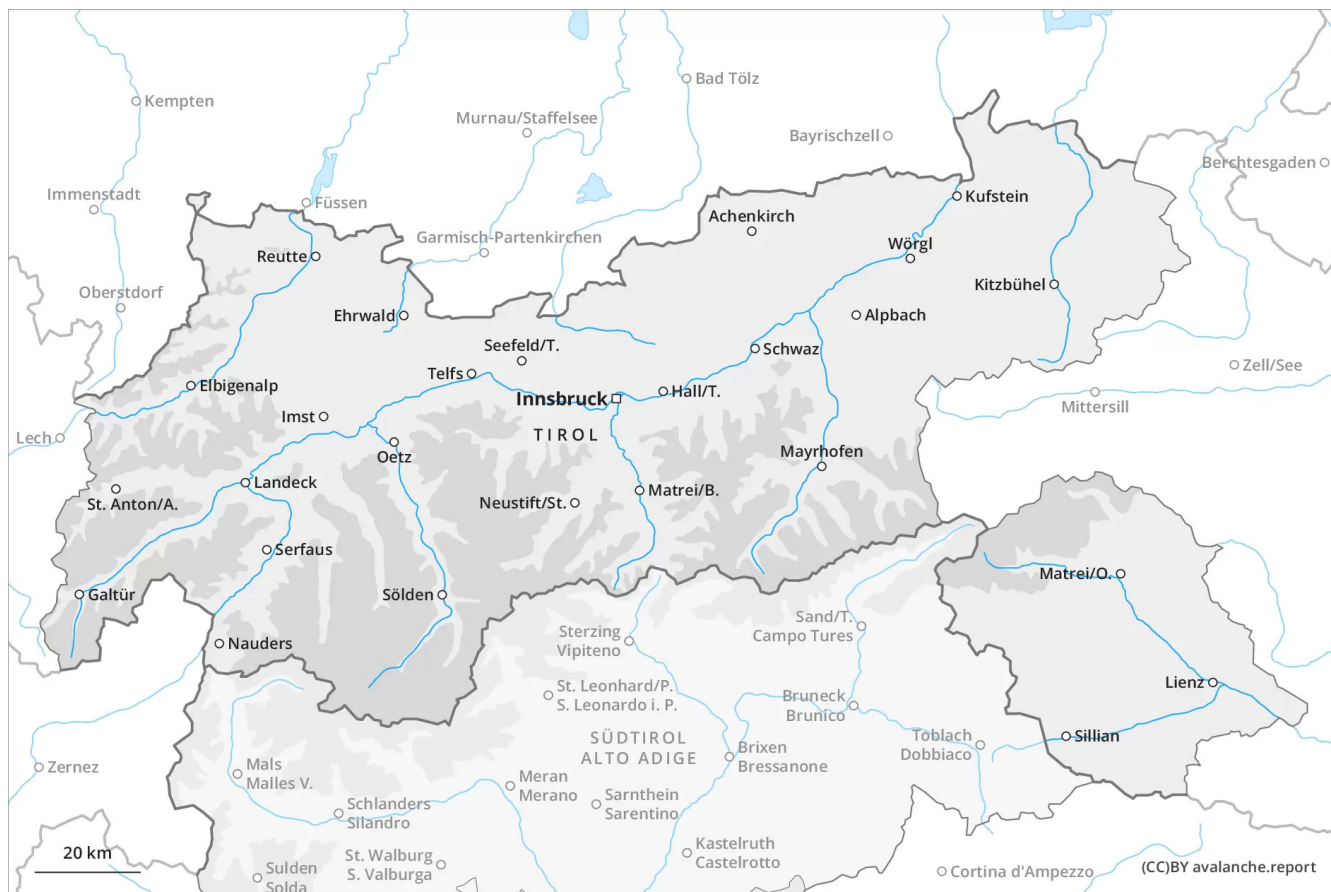 Bad Tölz
Kempten
Murnau/Staffelsee
Bayrischzell
Berchtesgaden
Immenstadt
Füssen
Kufstein
Achenkirch
Garmisch-Partenkirchen
Wörgl
Reutte
Kitzbühel
Oberstdorf
Ehrwald
Alpbach
Seefeld/T.
Schwaz
Zell/See
Telfs
Elbigenalp
Hall/T.
Innsbruck
Mittersill
Imst
TIROL
Lech
Oetz
Mayrhofen
Landeck
Matrei/B.
St. Anton/A.
Neustift/St.
Serfaus
Matrei/O.
Galtür
Sölden
Sand/T.
Campo Tures
Sterzing
Vipiteno
Nauders
Lienz
St. Leonhard/P.
S. Leonardo i. P.
Bruneck
Brunico
Sillian
Toblach
Dobbiaco
SÜDTIROL
ALTO ADIGE
Brixen
Bressanone
Zernez
Mals
Malles V.
Meran
Merano
Sarnthein
Sarentino
Schlanders
Silandro
Kastelruth
Castelrotto
20 km
St. Walburg
S. Valburga
Sulden
Solda
Cortina d'Ampezzo
(CC)BY avalanche.report